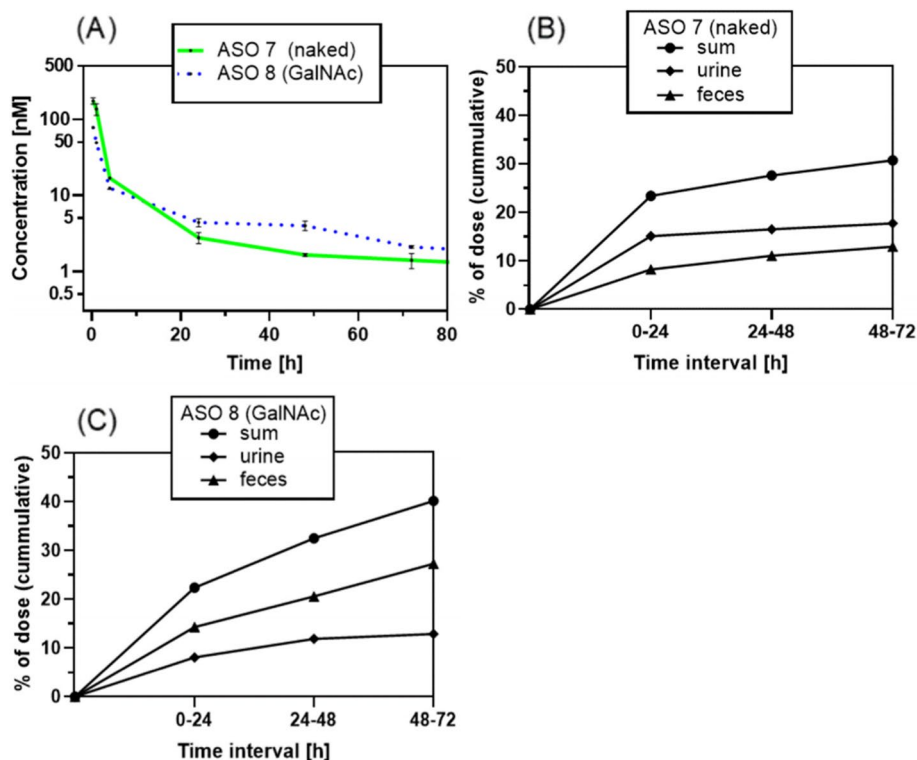 (A)
ASO 7 (naked)
ASO 8 (GalNAc)
500
100
50
10
5
1
0.5
Concentration [nM]
0
20
40
60
80
Time [h]
(B)
ASO 7 (naked)
sum
urine
feces
50
40
30
20
10
0
% of dose (cummulative)
0-24
24-48
48-72
Time interval [h]
(C)
ASO 8 (GalNAc)
sum
urine
feces
50
40
30
20
10
0
% of dose (cummulative)
0-24
24-48
48-72
Time interval [h]